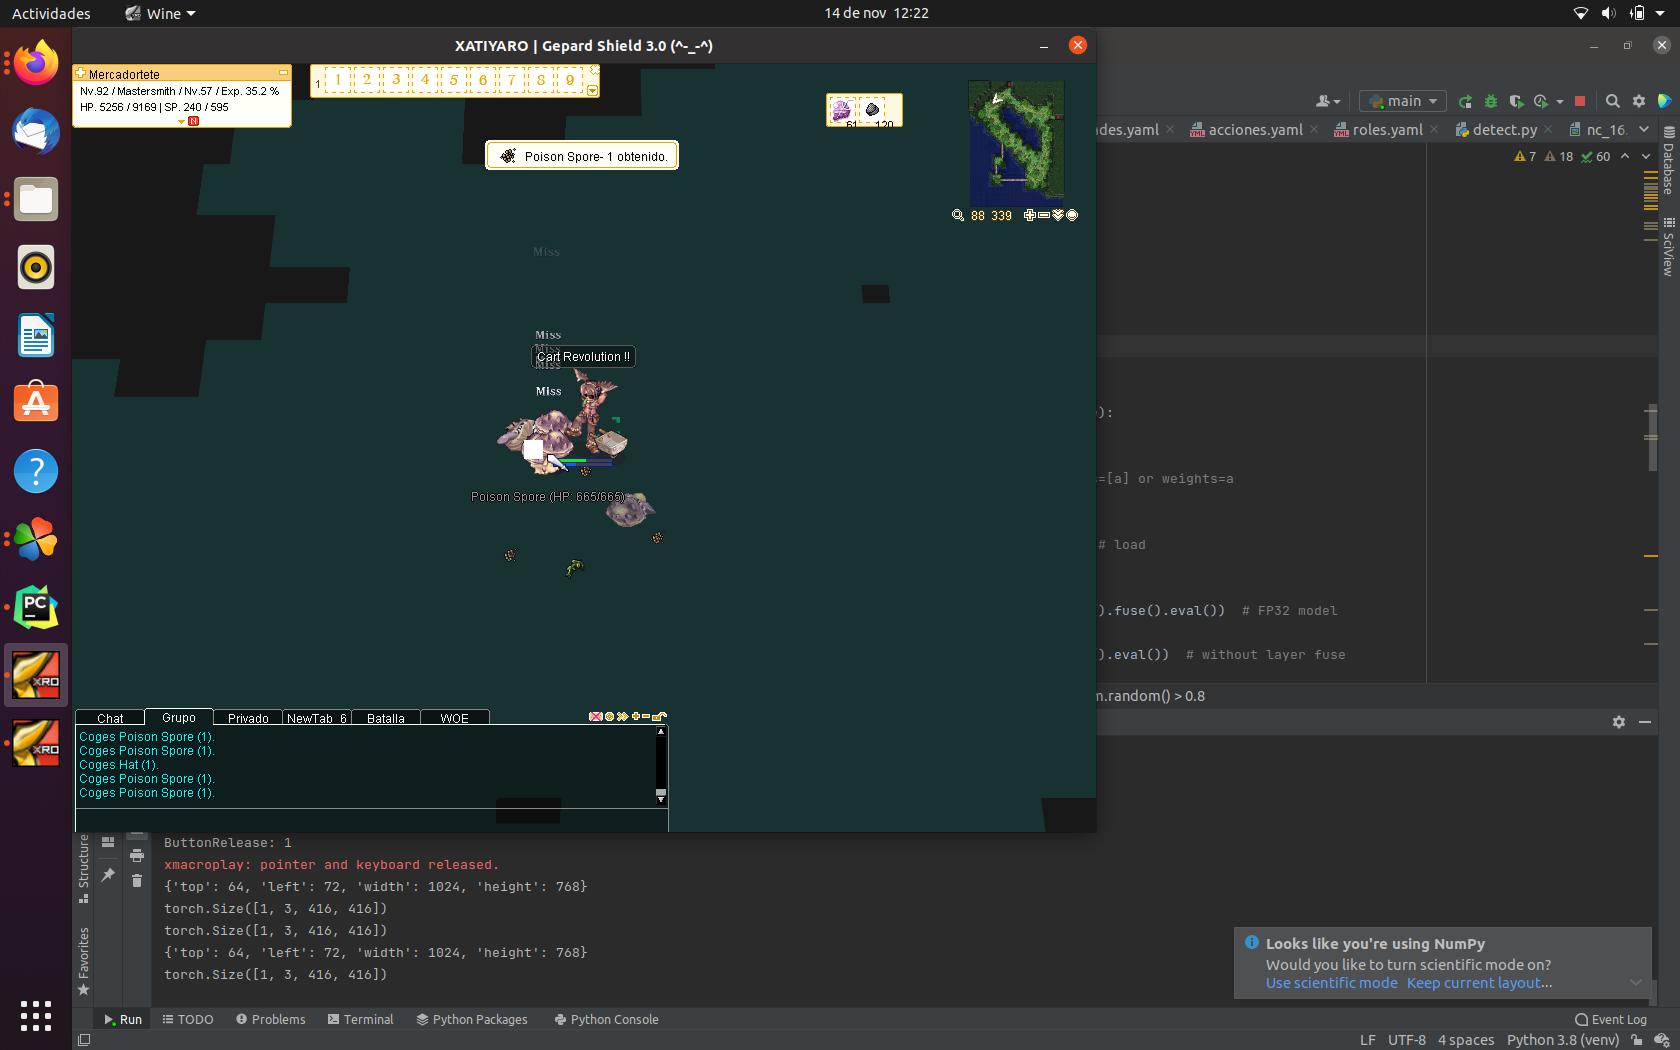 Actividades
Wine
14 de nov 12:22
XATIYARO | Gepard Shield 3.0 (^-_-^)
Mercadortete
Nv.92 / Mastersmith / Nv.57 / Exp. 35.2 %
HP. 5256 / 9169 | SP. 240 / 595
N
1
1 2 3 4 5 6 7 8 9
61 120
Poison Spore- 1 obtenido.
88 339
Miss
Miss
Miss
Miss
Cart Revolution !!
Miss
Poison Spore (HP: 665/665)
Chat
Grupo
Privado
NewTab_6
Batalla
WOE
Coges Poison Spore (1).
Coges Poison Spore (1).
Coges Hat (1).
Coges Poison Spore (1).
Coges Poison Spore (1).
main
des.yaml
acciones.yaml
roles.yaml
detect.py
nc_16.
7 18 60
Database
SciView
):
=[a] or weights=a
# load
).fuse().eval()) # FP32 model
).eval()) # without layer fuse
m.random() > 0.8
PC
XRO
XRO
Structure
Favorites
ButtonRelease: 1
xmacroplay: pointer and keyboard released.
{'top': 64, 'left': 72, 'width': 1024, 'height': 768}
torch.Size([1, 3, 416, 416])
torch.Size([1, 3, 416, 416])
{'top': 64, 'left': 72, 'width': 1024, 'height': 768}
torch.Size([1, 3, 416, 416])
Looks like you're using NumPy
Would you like to turn scientific mode on?
Use scientific mode Keep current layout...
Run
TODO
Problems
Terminal
Python Packages
Python Console
Event Log
LF UTF-8 4 spaces Python 3.8 (venv)